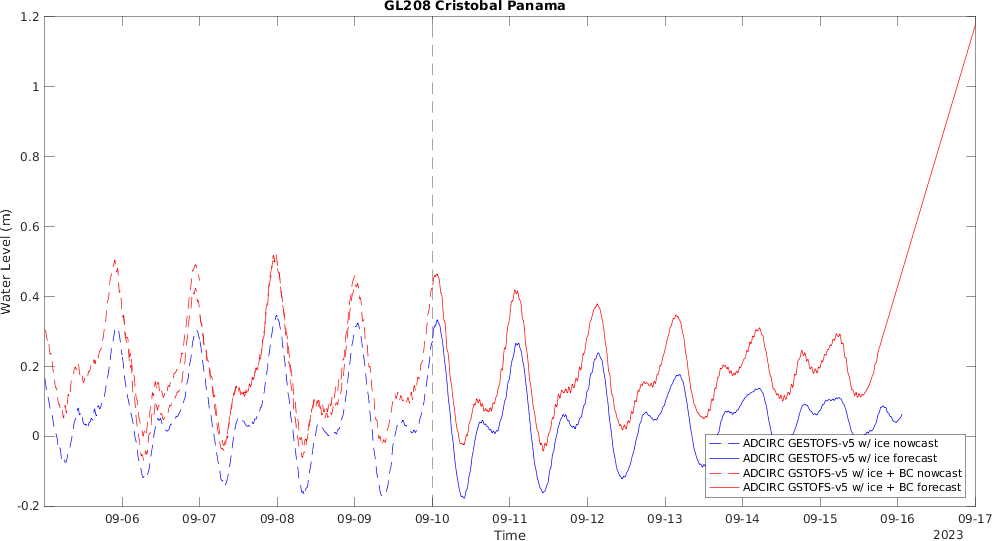 GL208 Cristobal Panama
1.2
1
0.8
0.6
0.4
0.2
0
-0.2
Water Level (m)
ADCIRC GESTOFS-v5 w/ ice nowcast
ADCIRC GESTOFS-v5 w/ ice forecast
ADCIRC GSTOFS-v5 w/ ice + BC nowcast
ADCIRC GSTOFS-v5 w/ ice + BC forecast
09-06 09-07 09-08 09-09 09-10 09-11 09-12 09-13 09-14 09-15 09-16 09-17
Time
2023